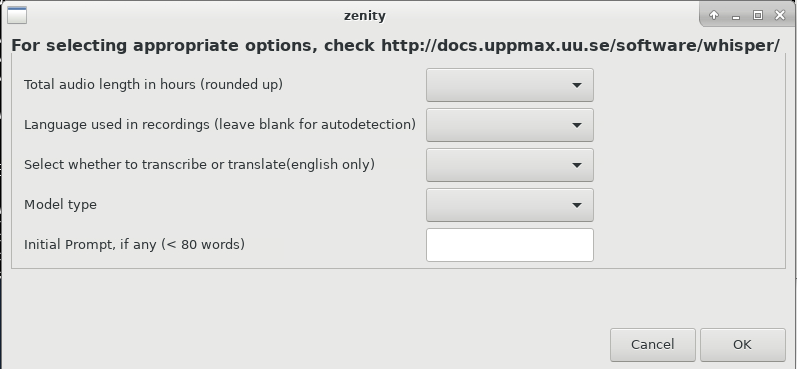 zenity
For selecting appropriate options, check http://docs.uppmax.uu.se/software/whisper/
Total audio length in hours (rounded up)
Language used in recordings (leave blank for autodetection)
Select whether to transcribe or translate(english only)
Model type
Initial Prompt, if any (< 80 words)
Cancel OK